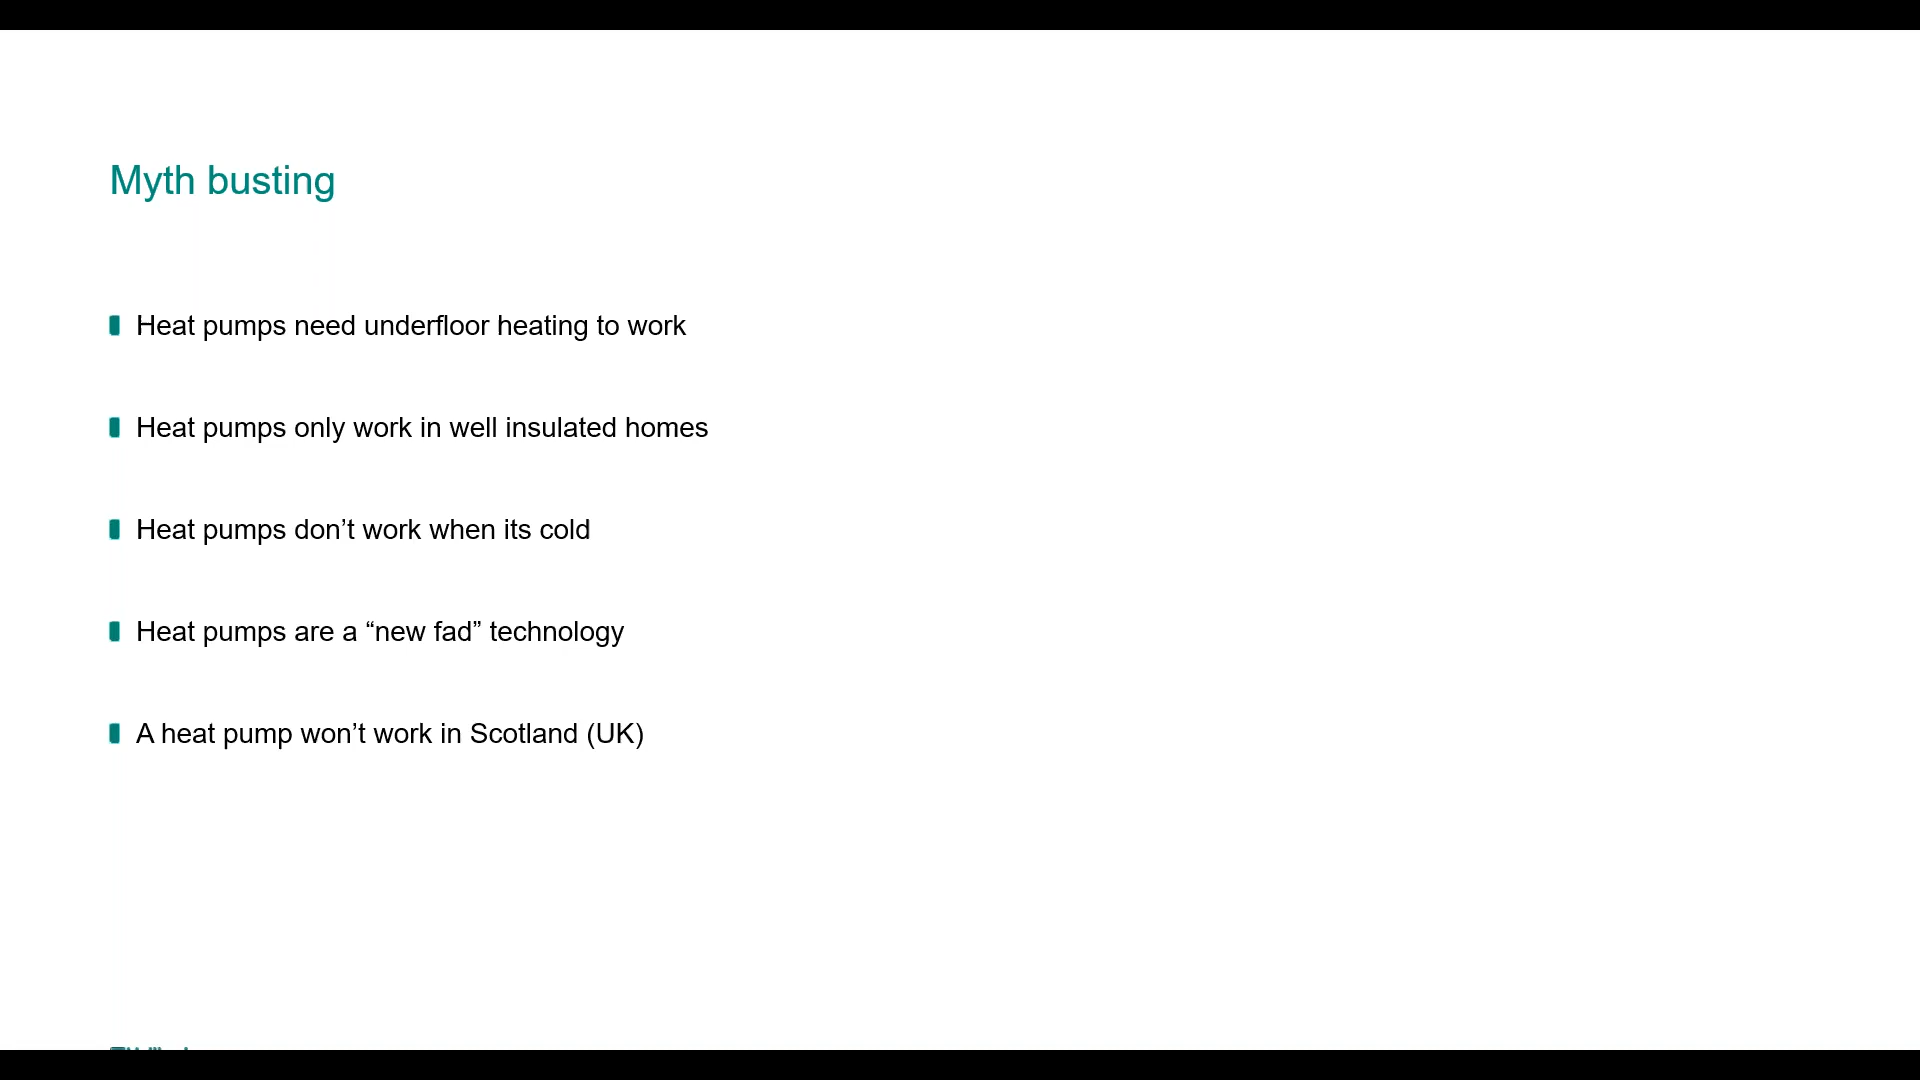 Myth busting
Heat pumps need underfloor heating to work
Heat pumps only work in well insulated homes
Heat pumps don’t work when its cold
Heat pumps are a “new fad” technology
A heat pump won’t work in Scotland (UK)